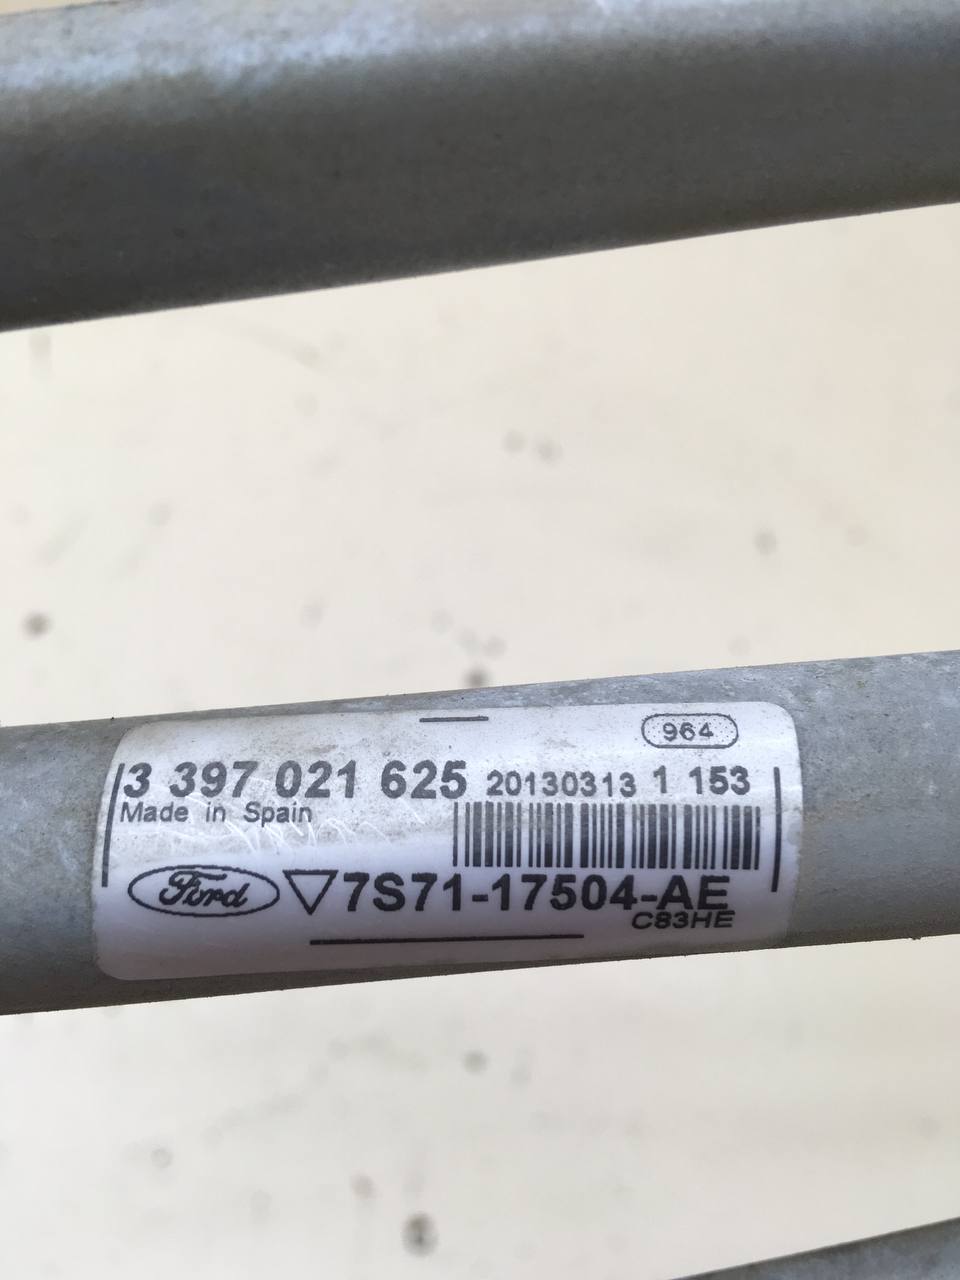 964
3 397 021 625 20130313 1 153
Made in Spain
Ford 7S71-17504-AE
C83HE